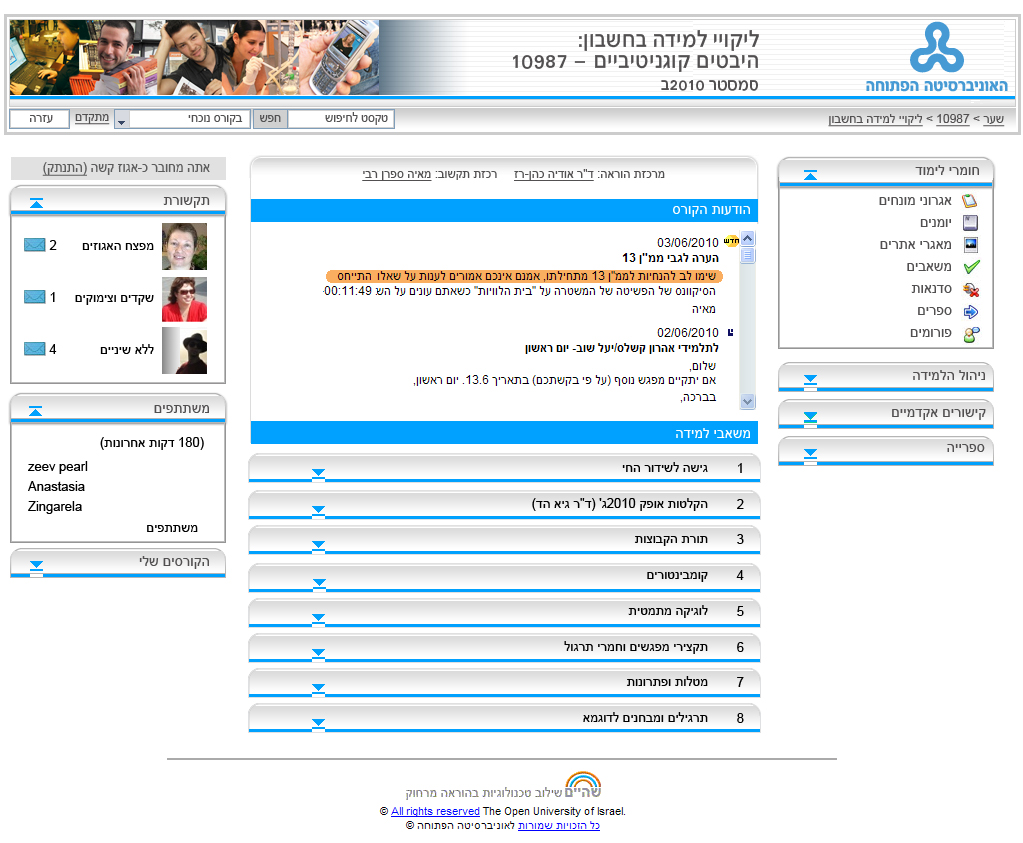 ליקויי למידה בחשבון:
היבטים קוגניטיביים – 10987
סמסטר 2010ב
האוניברסיטה הפתוחה
שער > 10987 > ליקויי למידה בחשבון
טקסט לחיפוש
חפש
בקורס נוכחי
מתקדם
עזרה
חומרי לימוד
אגרוני מונחים
יומנים
מאגרי אתרים
משאבים
סדנאות
ספרים
פורומים
ניהול הלמידה
קישורים אקדמיים
ספרייה
מרכזת הוראה: ד"ר אודיה כהן-רז רכזת תקשוב: מאיה ספרן רבי
הודעות הקורס
חדש
03/06/2010
הערה לגבי ממ"ן 13
שימו לב להנחיות לממ"ן 13 מתחילתו, אמנם אינכם אמורים לענות על שאלו התייחס
הסיקוונס של הפשיטה של המשטרה על "בית הלוויות" כשאתם עונים על הש 00:11:49-
מאיה
02/06/2010
לתלמידי אהרון קשלס/יעל שוב- יום ראשון
שלום,
אם יתקיים מפגש נוסף (על פי בקשתכם) בתאריך 13.6. יום ראשון,
בברכה,
משאבי למידה
1 גישה לשידור החי
2 הקלטות אופק 2010ג' (ד"ר גיא הד)
3 תורת הקבוצות
4 קומבינטורים
5 לוגיקה מתמטית
6 תקצירי מפגשים וחמרי תרגול
7 מטלות ופתרונות
8 תרגילים ומבחנים לדוגמא
אתה מחובר כ-אגוז קשה (התנתק)
תקשורת
מפצח האגוזים 2
שקדים וצימוקים 1
ללא שיניים 4
משתתפים
(180 דקות אחרונות)
zeev pearl
Anastasia
Zingarela
משתתפים
הקורסים שלי
שהיים שילוב טכנולוגיות בהוראה מרחוק
© All rights reserved The Open University of Israel.
כל הזכויות שמורות לאוניברסיטה הפתוחה ©